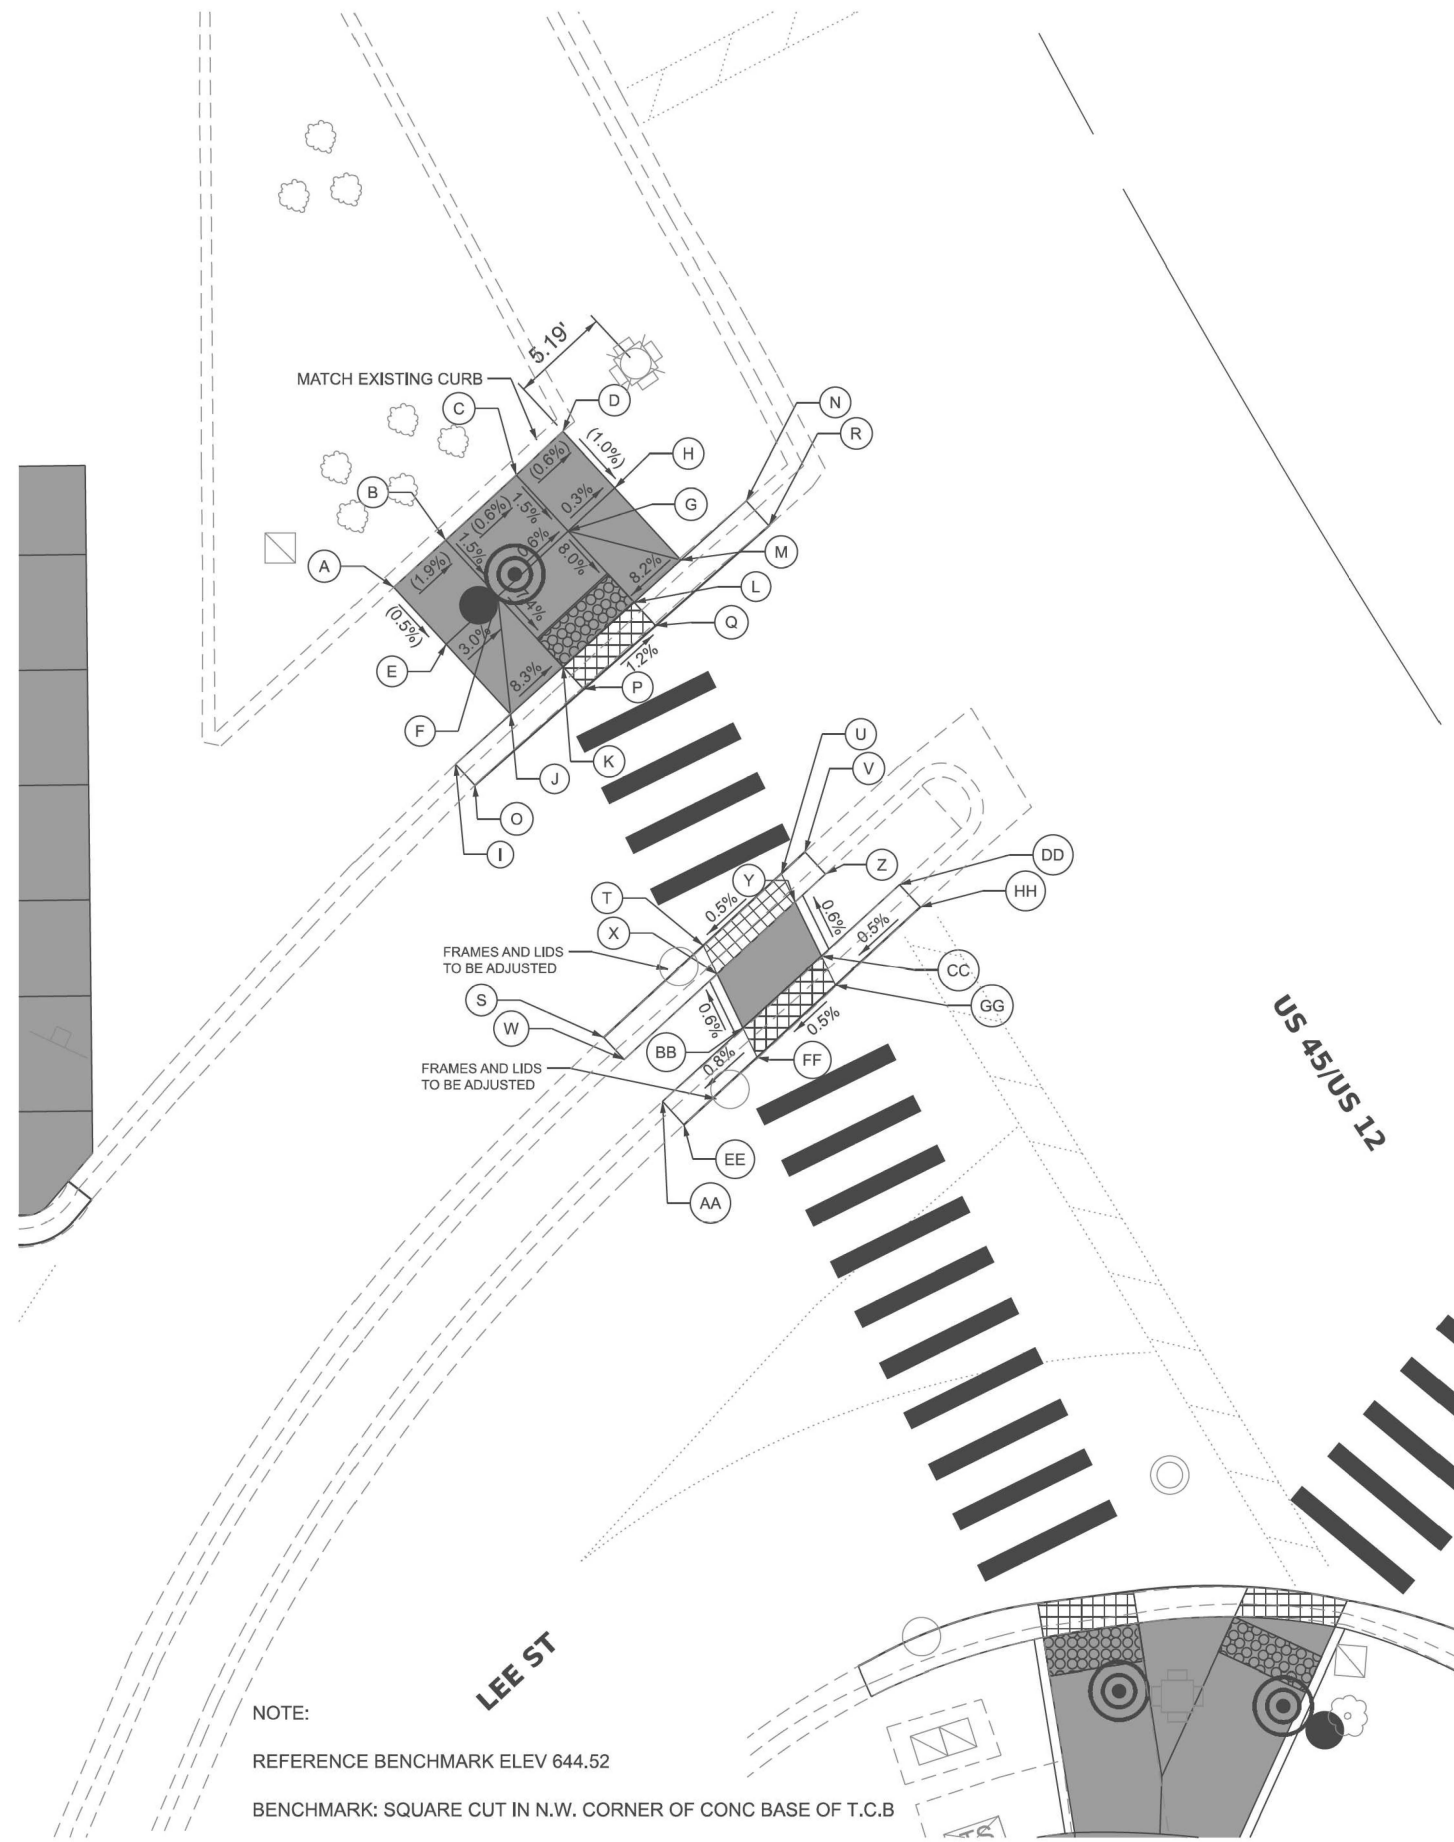 5.19'
MATCH EXISTING CURB
C
D
N
R
(1.0%)
(0.6%)
H
B
0.3%
G
1.5%
(0.6%)
0.6%
1.5%
8.0%
M
A
(1.9%)
8.2%
L
(0.5%)
Q
3.0%
1.2%
E
8.3%
P
F
K
J
U
V
O
I
DD
Z
Y
HH
T
0.5%
0.6%
0.5%
X
FRAMES AND LIDS
TO BE ADJUSTED
CC
S
W
GG
0.6%
0.5%
BB
FF
0.8%
FRAMES AND LIDS
TO BE ADJUSTED
EE
AA
US 45/US 12
LEE ST
NOTE:
REFERENCE BENCHMARK ELEV 644.52
BENCHMARK: SQUARE CUT IN N.W. CORNER OF CONC BASE OF T.C.B